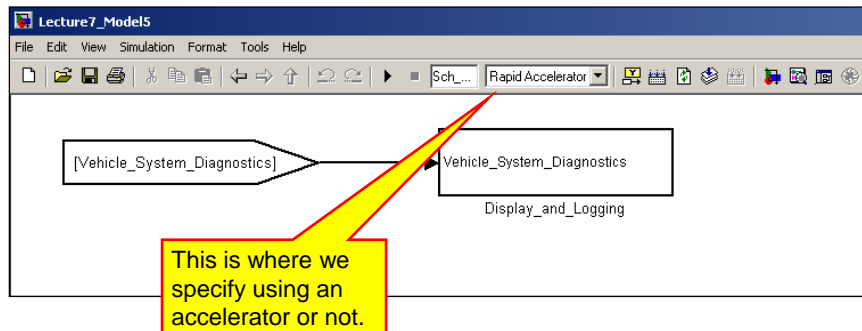 Lecture7_Model5
File Edit View Simulation Format Tools Help
Sch_... Rapid Accelerator
[Vehicle_System_Diagnostics]
Vehicle_System_Diagnostics
Display_and_Logging
This is where we
specify using an
accelerator or not.